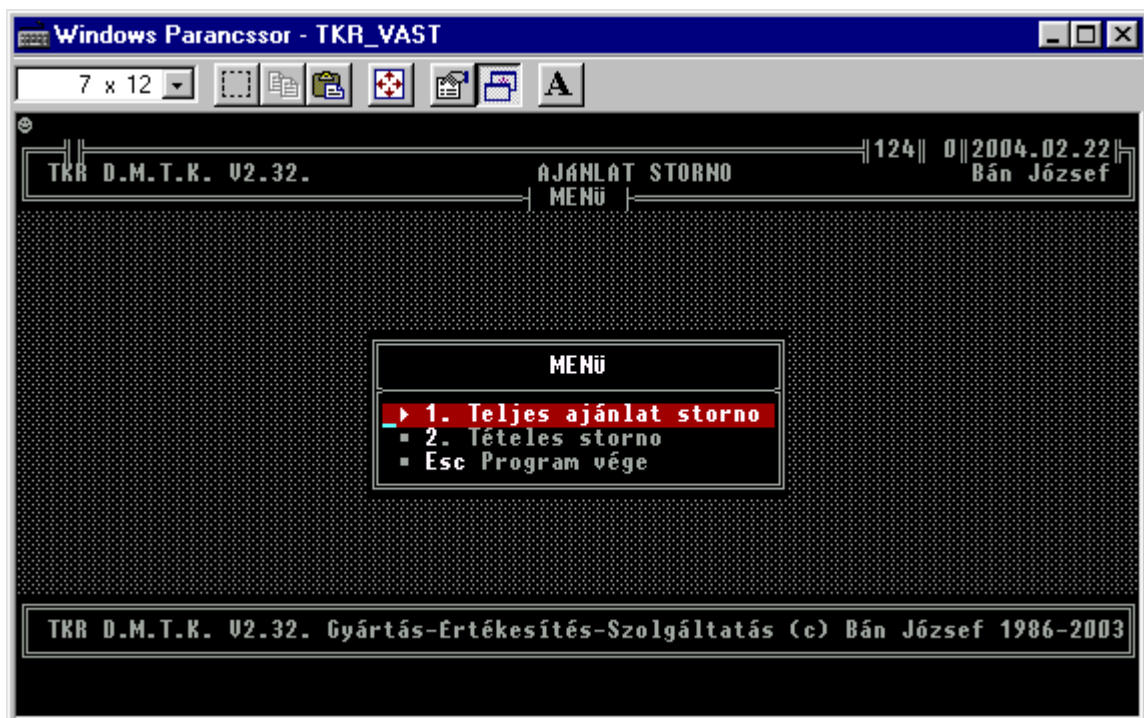 Windows Parancssor - TKR_VAST
7 x 12
A
124 0 2004.02.22
TKR D.M.T.K. V2.32. AJÁNLAT STORNO Bán József
MENÜ
MENÜ
1. Teljes ajánlat storno
2. Tételes storno
Esc Program vége
TKR D.M.T.K. V2.32. Gyártás-Értékesítés-Szolgáltatás (c) Bán József 1986-2003